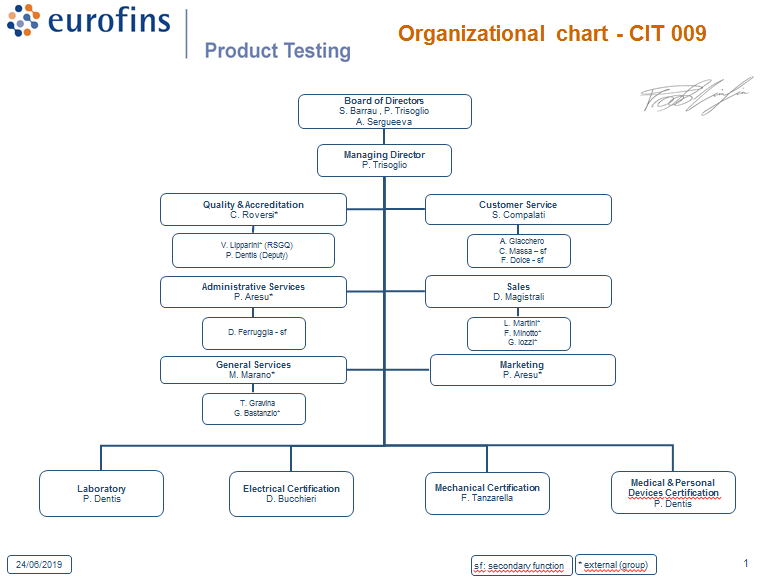 eurofins
Product Testing
Organizational chart - CIT 009
Board of Directors
S. Barrau , P. Trisoglio
A. Sergueeva
Managing Director
P. Trisoglio
Quality & Accreditation
C. Roversi*
V. Lipparini* (RSGQ)
P. Dentis (Deputy)
Customer Service
S. Compalati
A. Giacchero
C. Massa – sf
F. Dolce - sf
Administrative Services
P. Aresu*
D. Ferruggia - sf
Sales
D. Magistrali
L. Martini*
F. Minotto*
G. Iozzi*
General Services
M. Marano*
T. Gravina
G. Bastanzio*
Marketing
P. Aresu*
Laboratory
P. Dentis
Electrical Certification
D. Bucchieri
Mechanical Certification
F. Tanzarella
Medical & Personal
Devices Certification
P. Dentis
24/06/2019
sf: secondary function
* external (group)
1